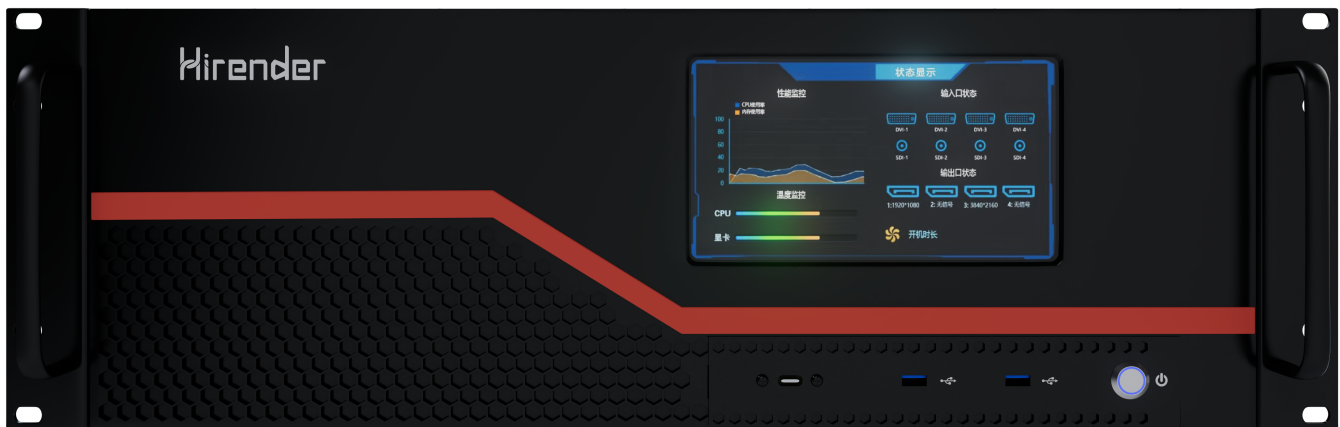 Hirender
状态显示
性能监控
CPU使用率
内存使用率
100
80
60
40
20
0
温度监控
CPU
显卡
输入口状态
DVI-1 DVI-2 DVI-3 DVI-4
SDI-1 SDI-2 SDI-3 SDI-4
输出口状态
1:1920*1080 2: 无信号 3: 3840*2160 4: 无信号
开机时长